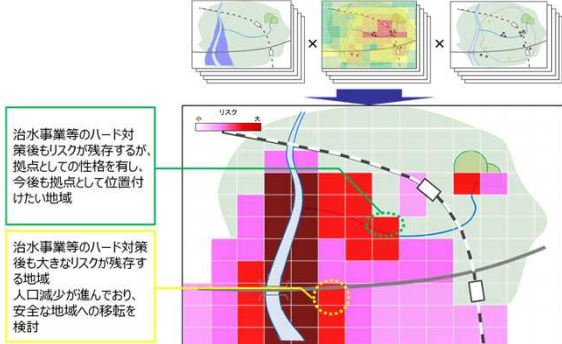 ×
×
リスク
小
大
治水事業等のハード対
策後もリスクが残存するが、
拠点としての性格を有し、
今後も拠点として位置付
けたい地域
治水事業等のハード対策
後も大きなリスクが残存す
る地域
人口減少が進んでおり、
安全な地域への移転を
検討